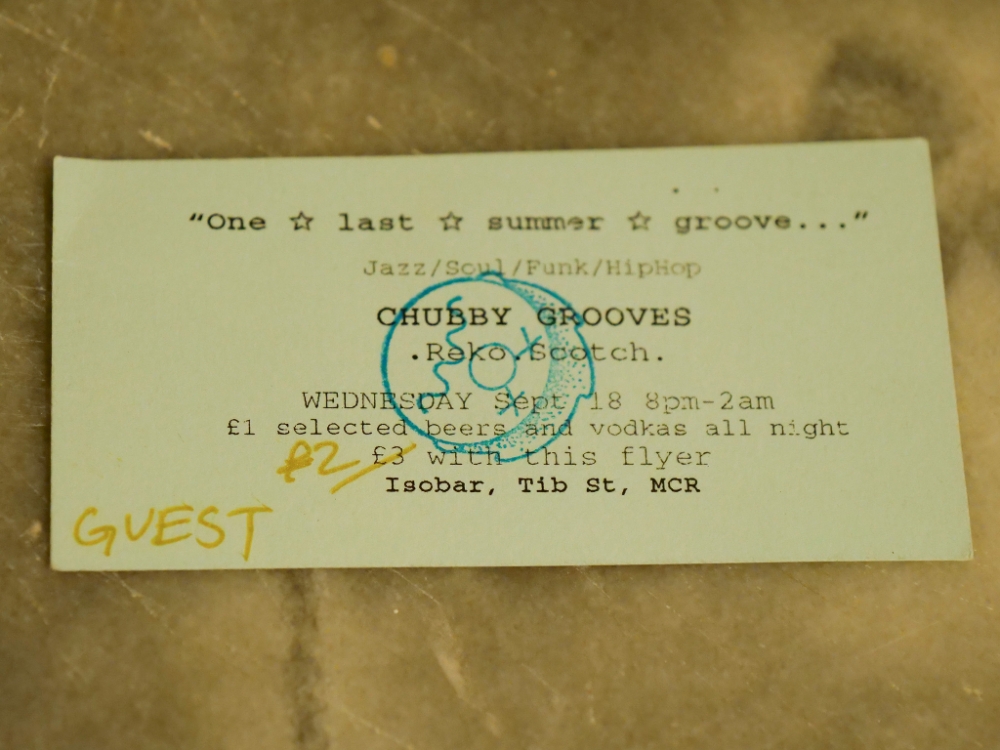 “One ☆ last ☆ summer ☆ groove...“
Jazz/Soul/Funk/HipHop
CHUBBY GROOVES
.Reko.Scotch.
WEDNESDAY Sept 18 8pm-2am
£1 selected beers and vodkas all night
£2 £3 with this flyer
Isobar, Tib St, MCR
GUEST